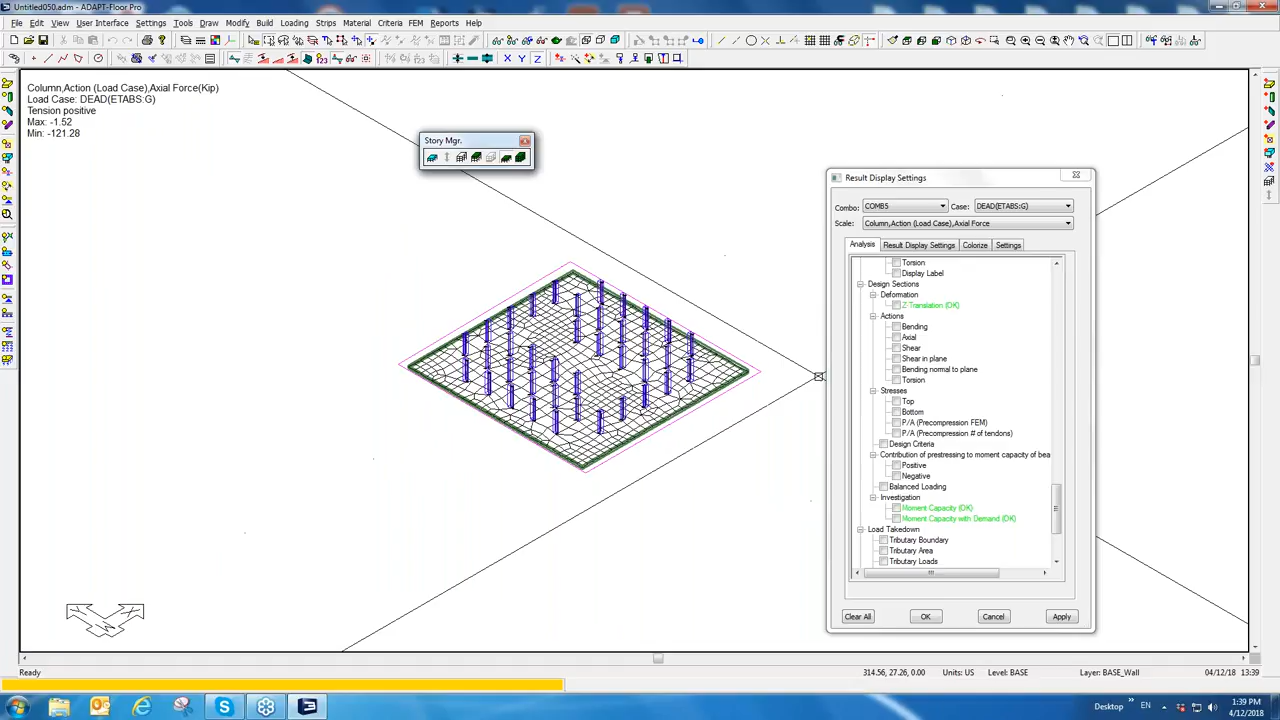 Untitled050.adm - ADAPT-Floor Pro
File Edit View User Interface Settings Tools Draw Modify Build Loading Strips Material Criteria FEM Reports Help
Column,Action (Load Case),Axial Force(Kip)
Load Case: DEAD(ETABS:G)
Tension positive
Max: -1.52
Min: -121.28
Story Mgr.
Result Display Settings
Combo: COMB5 Case: DEAD(ETABS:G)
Scale: Column,Action (Load Case),Axial Force
Analysis Result Display Settings Colorize Settings
Torsion
Display Label
Design Sections
Deformation
Z-Translation (OK)
Actions
Bending
Axial
Shear
Shear in plane
Bending normal to plane
Torsion
Stresses
Top
Bottom
P/A (Precompression FEM)
P/A (Precompression # of tendons)
Design Criteria
Contribution of prestressing to moment capacity of bea
Positive
Negative
Balanced Loading
Investigation
Moment Capacity (OK)
Moment Capacity with Demand (OK)
Load Takedown
Tributary Boundary
Tributary Area
Tributary Loads
Clear All OK Cancel Apply
Ready 314.56, 27.26, 0.00 Units: US Level: BASE Layer: BASE_Wall 04/12/18 13:39
Desktop EN 1:39 PM
4/12/2018